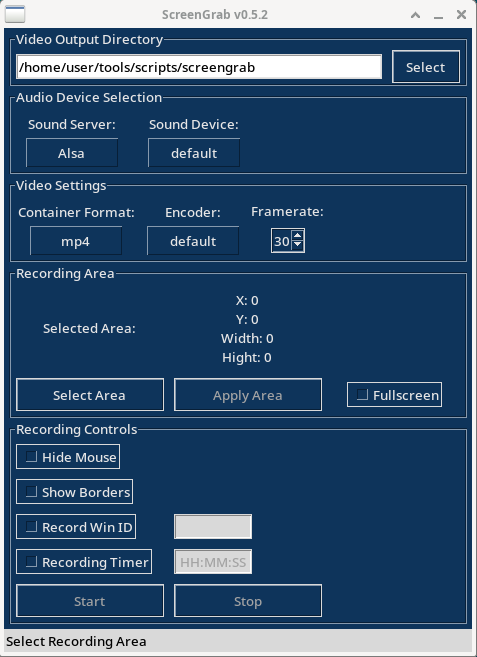 ScreenGrab v0.5.2
Video Output Directory
/home/user/tools/scripts/screengrab Select
Audio Device Selection
Sound Server: Sound Device:
Alsa default
Video Settings
Container Format: Encoder: Framerate:
mp4 default 30
Recording Area
Selected Area:
X: 0
Y: 0
Width: 0
Hight: 0
Select Area Apply Area Fullscreen
Recording Controls
Hide Mouse
Show Borders
Record Win ID
Recording Timer HH:MM:SS
Start Stop
Select Recording Area